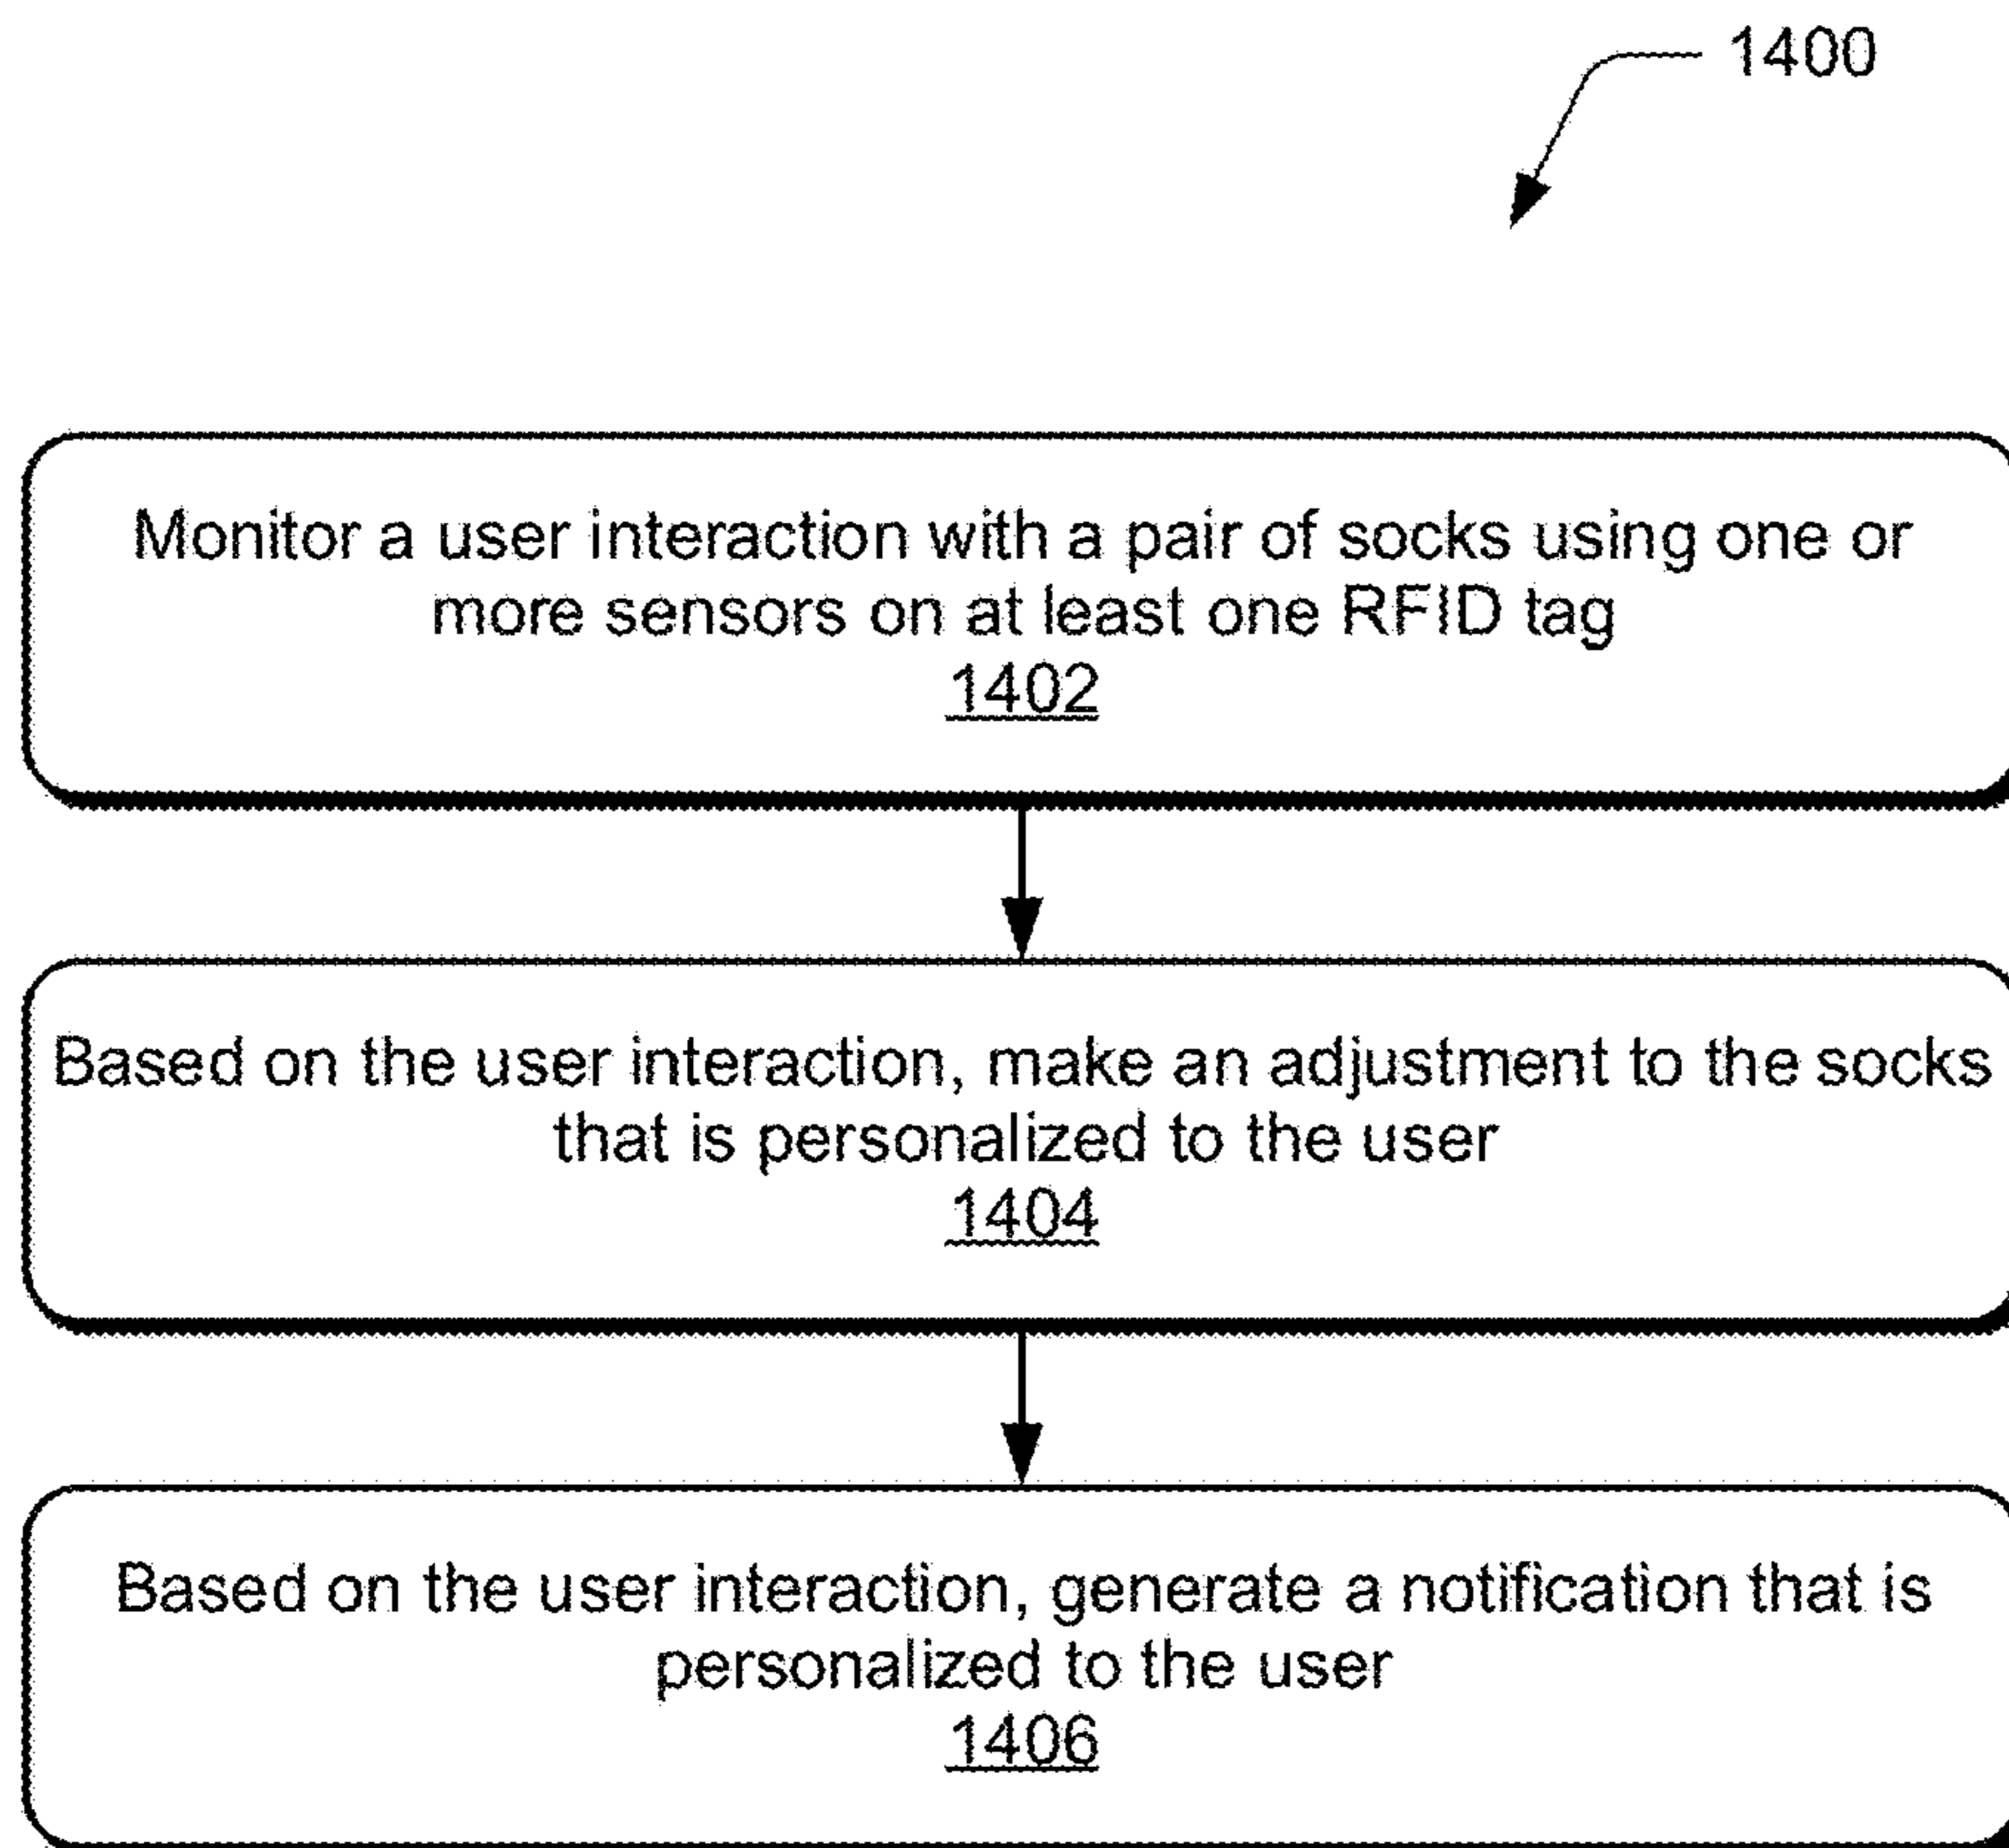 1400
Monitor a user interaction with a pair of socks using one or
more sensors on at least one RFID tag
1402
Based on the user interaction, make an adjustment to the socks
that is personalized to the user
1404
Based on the user interaction, generate a notification that is
personalized to the user
1406